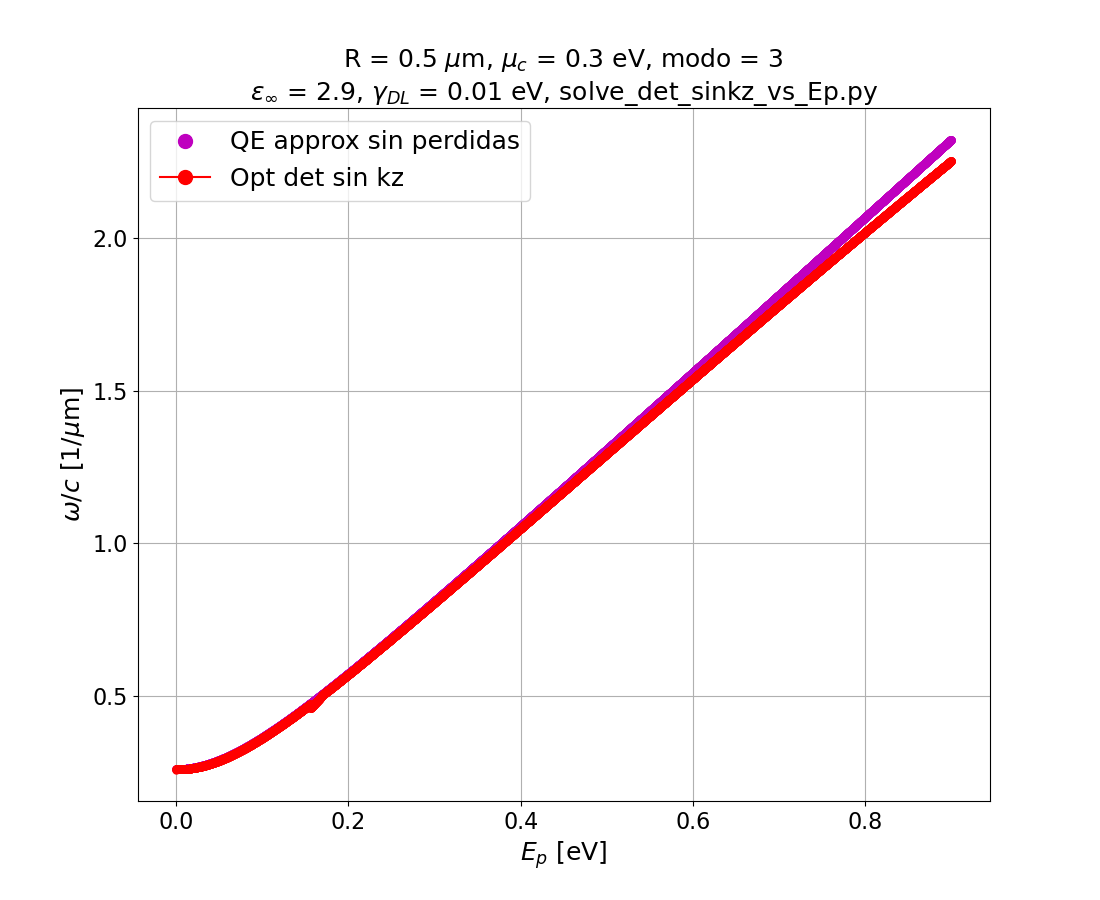 R = 0.5 μm, μ_c = 0.3 eV, modo = 3
ε_∞ = 2.9, γ_DL = 0.01 eV, solve_det_sinkz_vs_Ep.py
QE approx sin perdidas
Opt det sin kz
2.0
1.5
1.0
0.5
ω/c [1/μm]
0.0 0.2 0.4 0.6 0.8
E_p [eV]